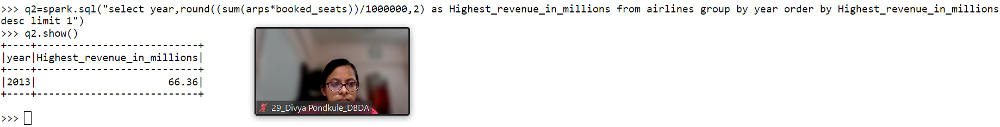 >>> q2=spark.sql("select year,round((sum(arps*booked_seats))/1000000,2) as Highest_revenue_in_millions from airlines group by year order by Highest_revenue_in_millions
desc limit 1")
>>> q2.show()
+----+---------------------------+
|year|Highest_revenue_in_millions|
+----+---------------------------+
|2013|                      66.36|
+----+---------------------------+
29_Divya Pondkule_DBDA
>>>